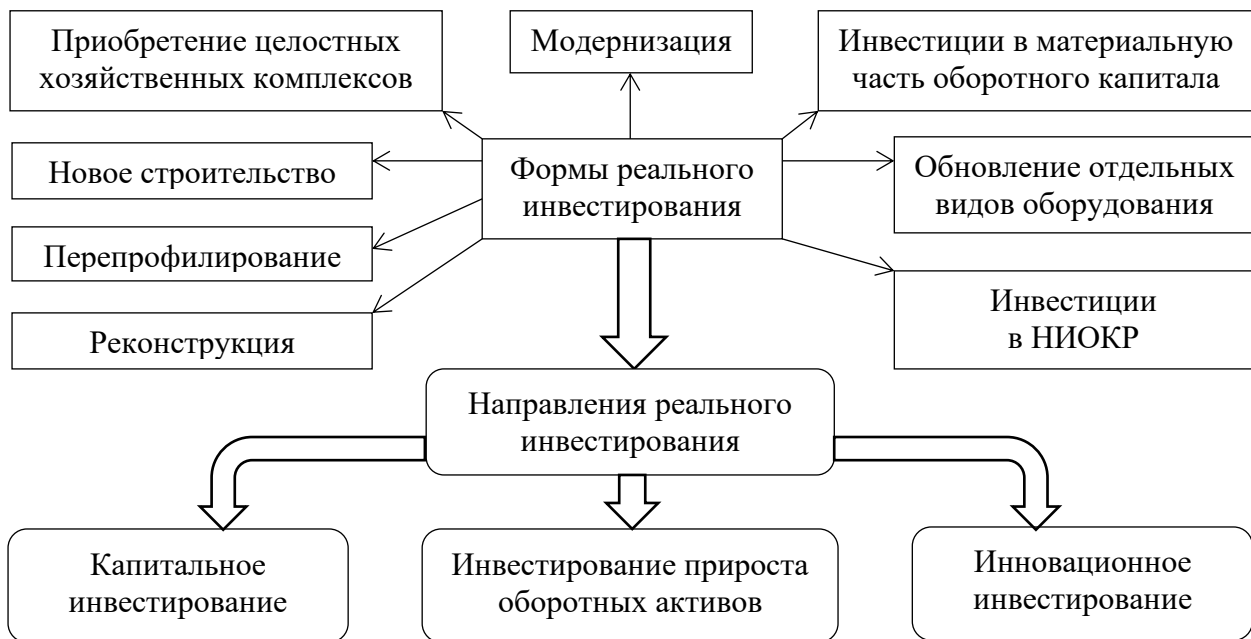 Приобретение целостных
хозяйственных комплексов
Модернизация
Инвестиции в материальную
часть оборотного капитала
Новое строительство
Формы реального
инвестирования
Обновление отдельных
видов оборудования
Перепрофилирование
Реконструкция
Инвестиции
в НИОКР
Направления реального
инвестирования
Капитальное
инвестирование
Инвестирование прироста
оборотных активов
Инновационное
инвестирование